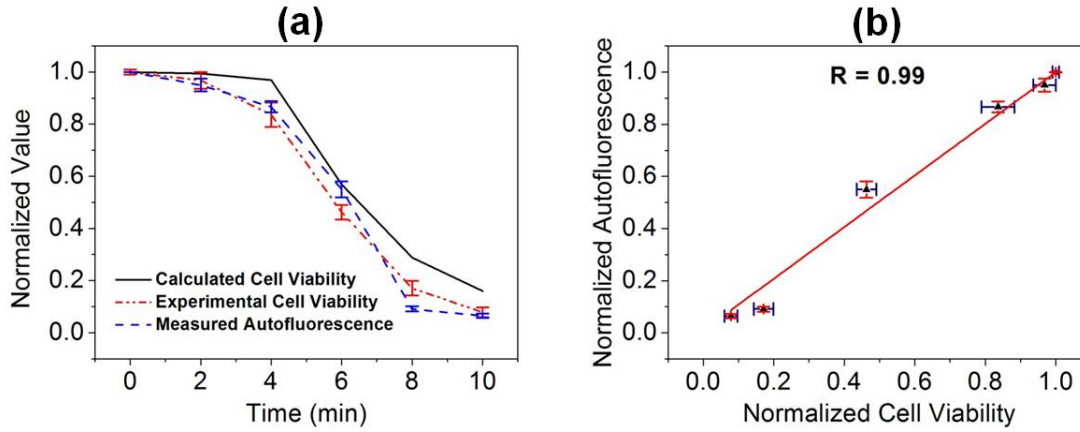 (a)
Normalized Value
1.0
0.8
0.6
0.4
0.2
0.0
Calculated Cell Viability
Experimental Cell Viability
Measured Autofluorescence
0 2 4 6 8 10
Time (min)
(b)
Normalized Autofluorescence
1.0
0.8
0.6
0.4
0.2
0.0
R = 0.99
0.0 0.2 0.4 0.6 0.8 1.0
Normalized Cell Viability